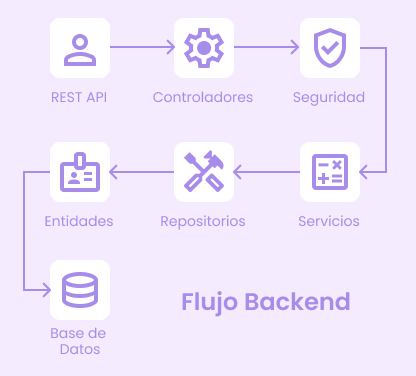 REST API
Controladores
Seguridad
Entidades
Repositorios
Servicios
Base de
Datos
Flujo Backend